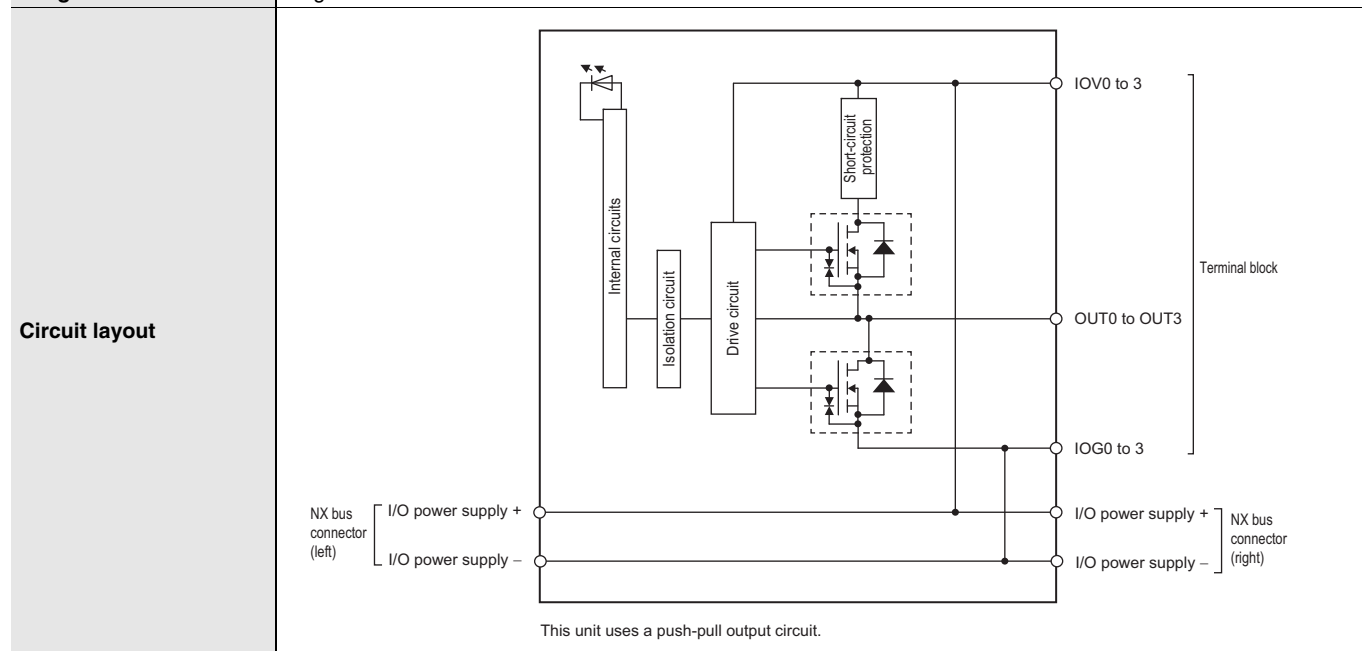 Circuit layout
IOV0 to 3
Short-circuit
protection
Internal circuits
Isolation circuit
Drive circuit
Terminal block
OUT0 to OUT3
IOG0 to 3
NX bus
connector
(left)
I/O power supply +
I/O power supply –
I/O power supply +
I/O power supply –
NX bus
connector
(right)
This unit uses a push-pull output circuit.